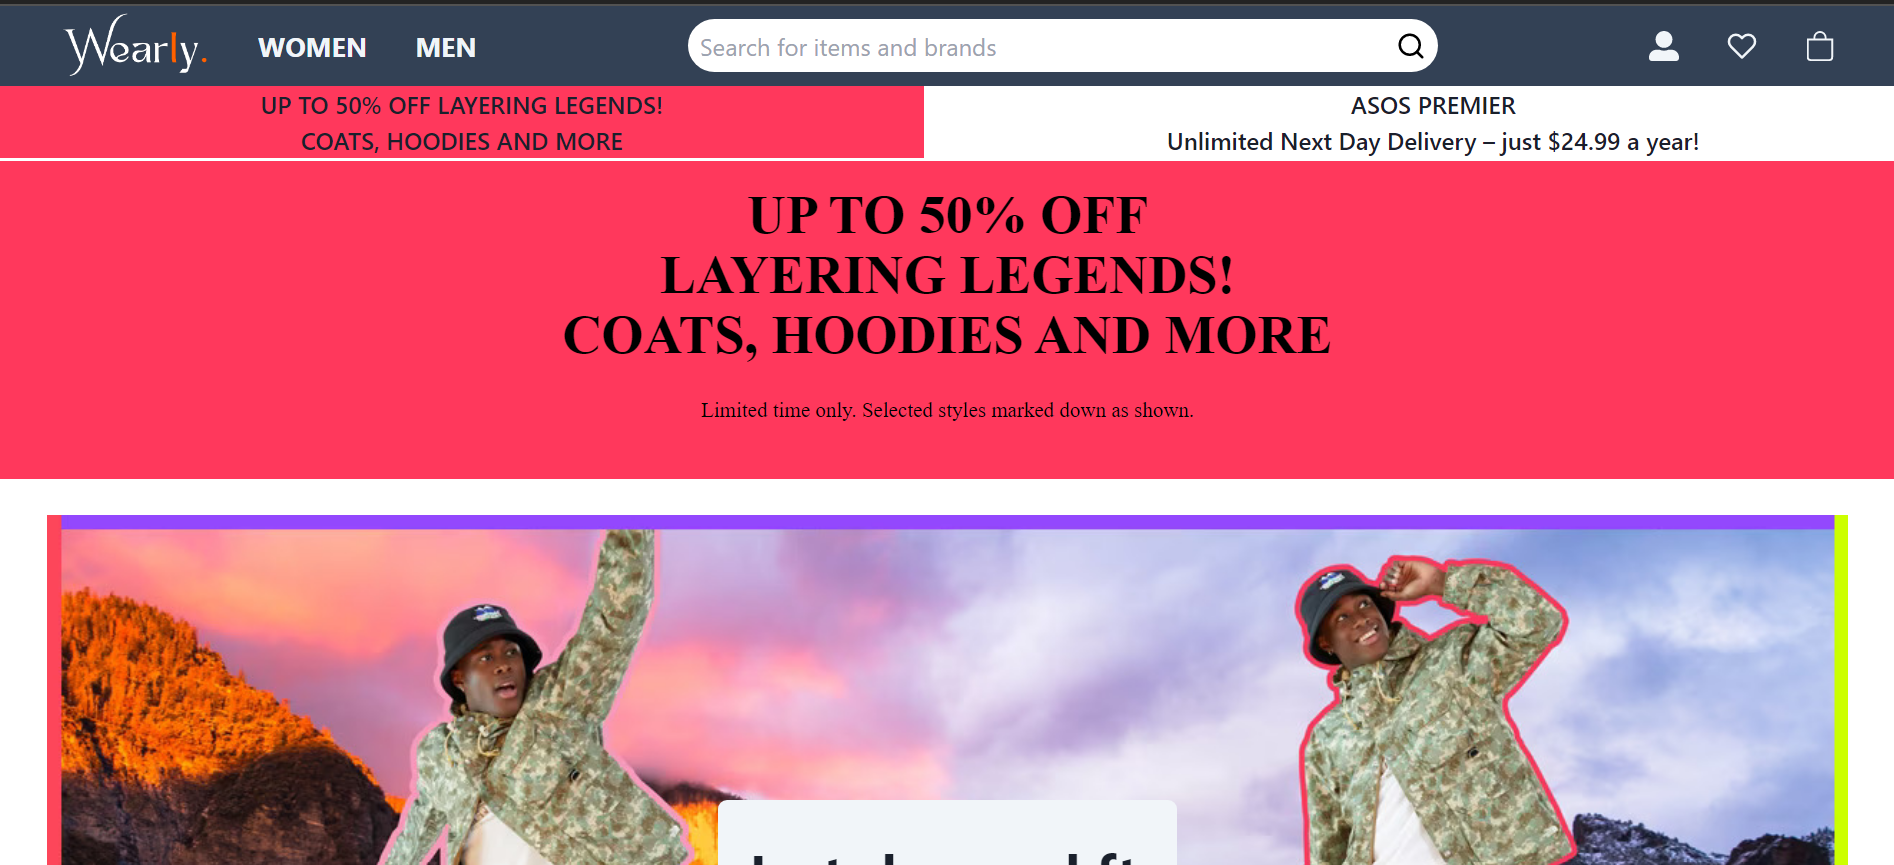 Wearly.
WOMEN
MEN
Search for items and brands
UP TO 50% OFF LAYERING LEGENDS!
COATS, HOODIES AND MORE
ASOS PREMIER
Unlimited Next Day Delivery – just $24.99 a year!
UP TO 50% OFF
LAYERING LEGENDS!
COATS, HOODIES AND MORE
Limited time only. Selected styles marked down as shown.